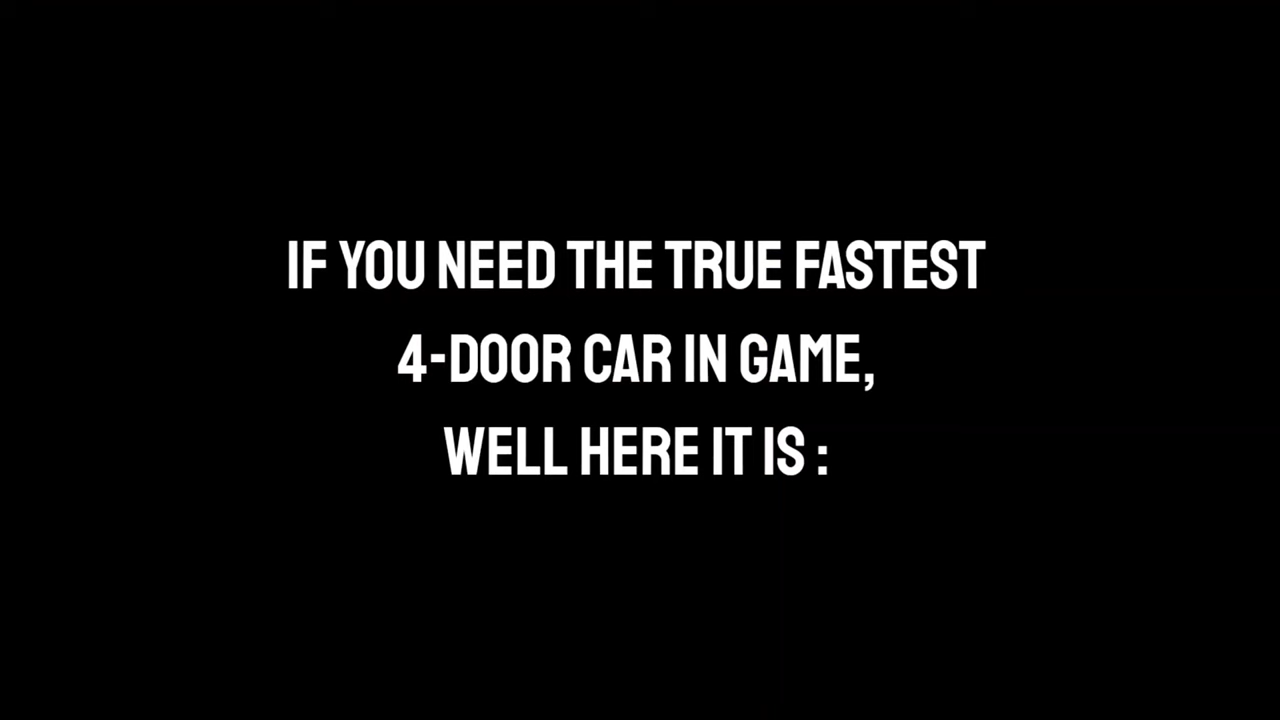 IF YOU NEED THE TRUE FASTEST
4-DOOR CAR IN GAME,
WELL HERE IT IS :